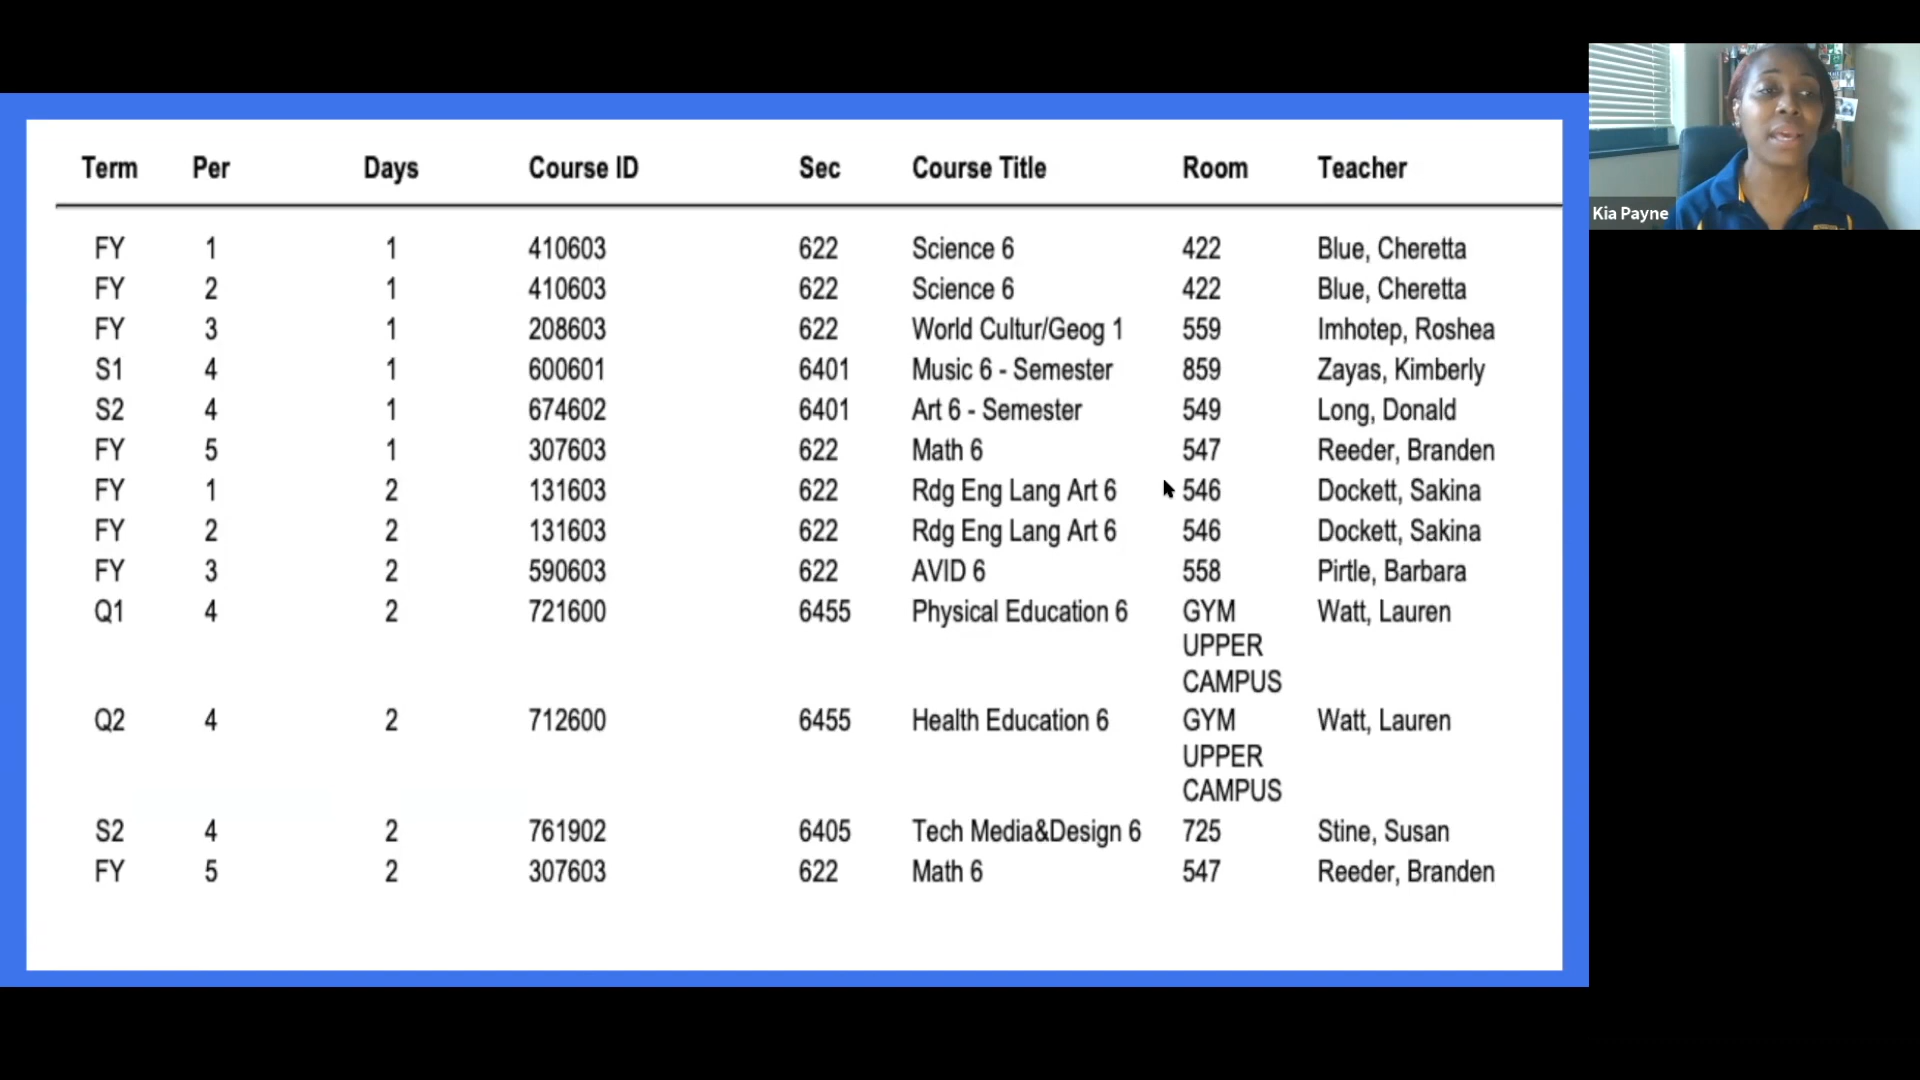 Term Per Days Course ID Sec Course Title Room Teacher
FY 1 1 410603 622 Science 6 422 Blue, Cheretta
FY 2 1 410603 622 Science 6 422 Blue, Cheretta
FY 3 1 208603 622 World Cultur/Geog 1 559 Imhotep, Roshea
S1 4 1 600601 6401 Music 6 - Semester 859 Zayas, Kimberly
S2 4 1 674602 6401 Art 6 - Semester 549 Long, Donald
FY 5 1 307603 622 Math 6 547 Reeder, Branden
FY 1 2 131603 622 Rdg Eng Lang Art 6 546 Dockett, Sakina
FY 2 2 131603 622 Rdg Eng Lang Art 6 546 Dockett, Sakina
FY 3 2 590603 622 AVID 6 558 Pirtle, Barbara
Q1 4 2 721600 6455 Physical Education 6 GYM Watt, Lauren
UPPER
CAMPUS
Q2 4 2 712600 6455 Health Education 6 GYM Watt, Lauren
UPPER
CAMPUS
S2 4 2 761902 6405 Tech Media&Design 6 725 Stine, Susan
FY 5 2 307603 622 Math 6 547 Reeder, Branden
Kia Payne